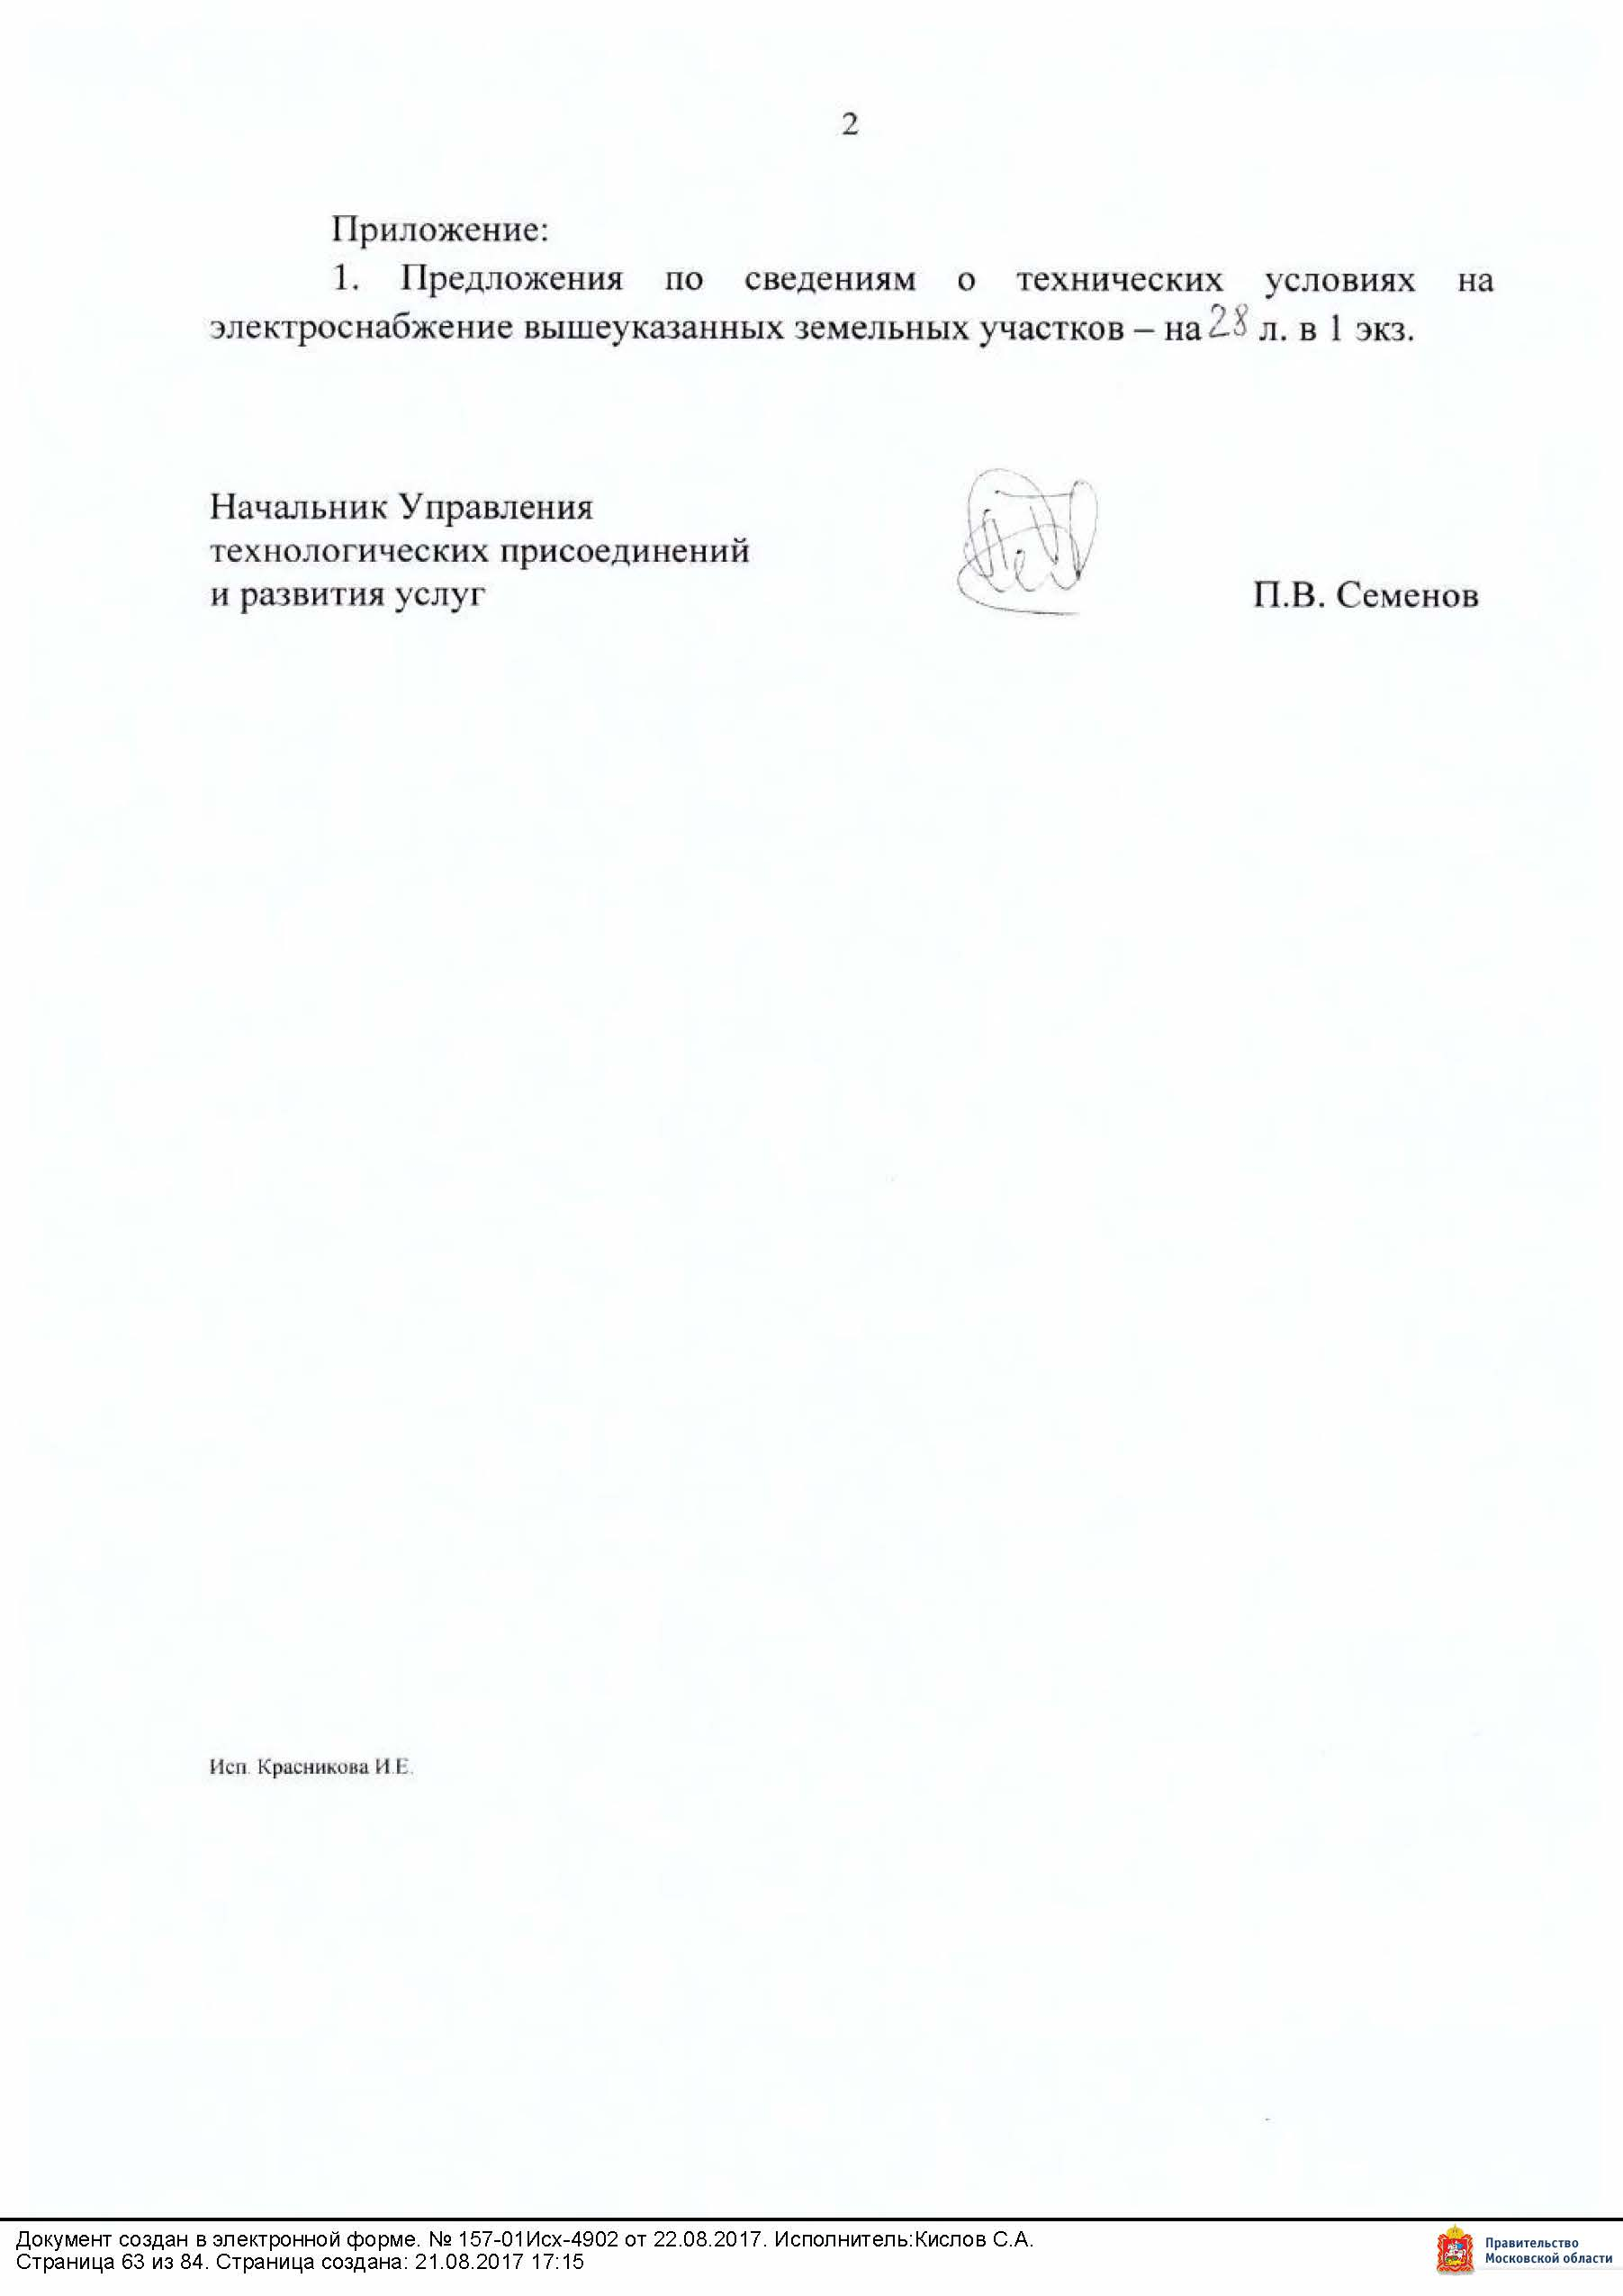 2
Приложение:
1. Предложения по сведениям о технических условиях на
электроснабжение вышеуказанных земельных участков – на 28 л. в 1 экз.
Начальник Управления
технологических присоединений
и развития услуг
П.В. Семенов
Исп. Красникова И.Е.
Документ создан в электронной форме. № 157-01Исх-4902 от 22.08.2017. Исполнитель:Кислов С.А.
Страница 63 из 84. Страница создана: 21.08.2017 17:15
Правительство
Московской области